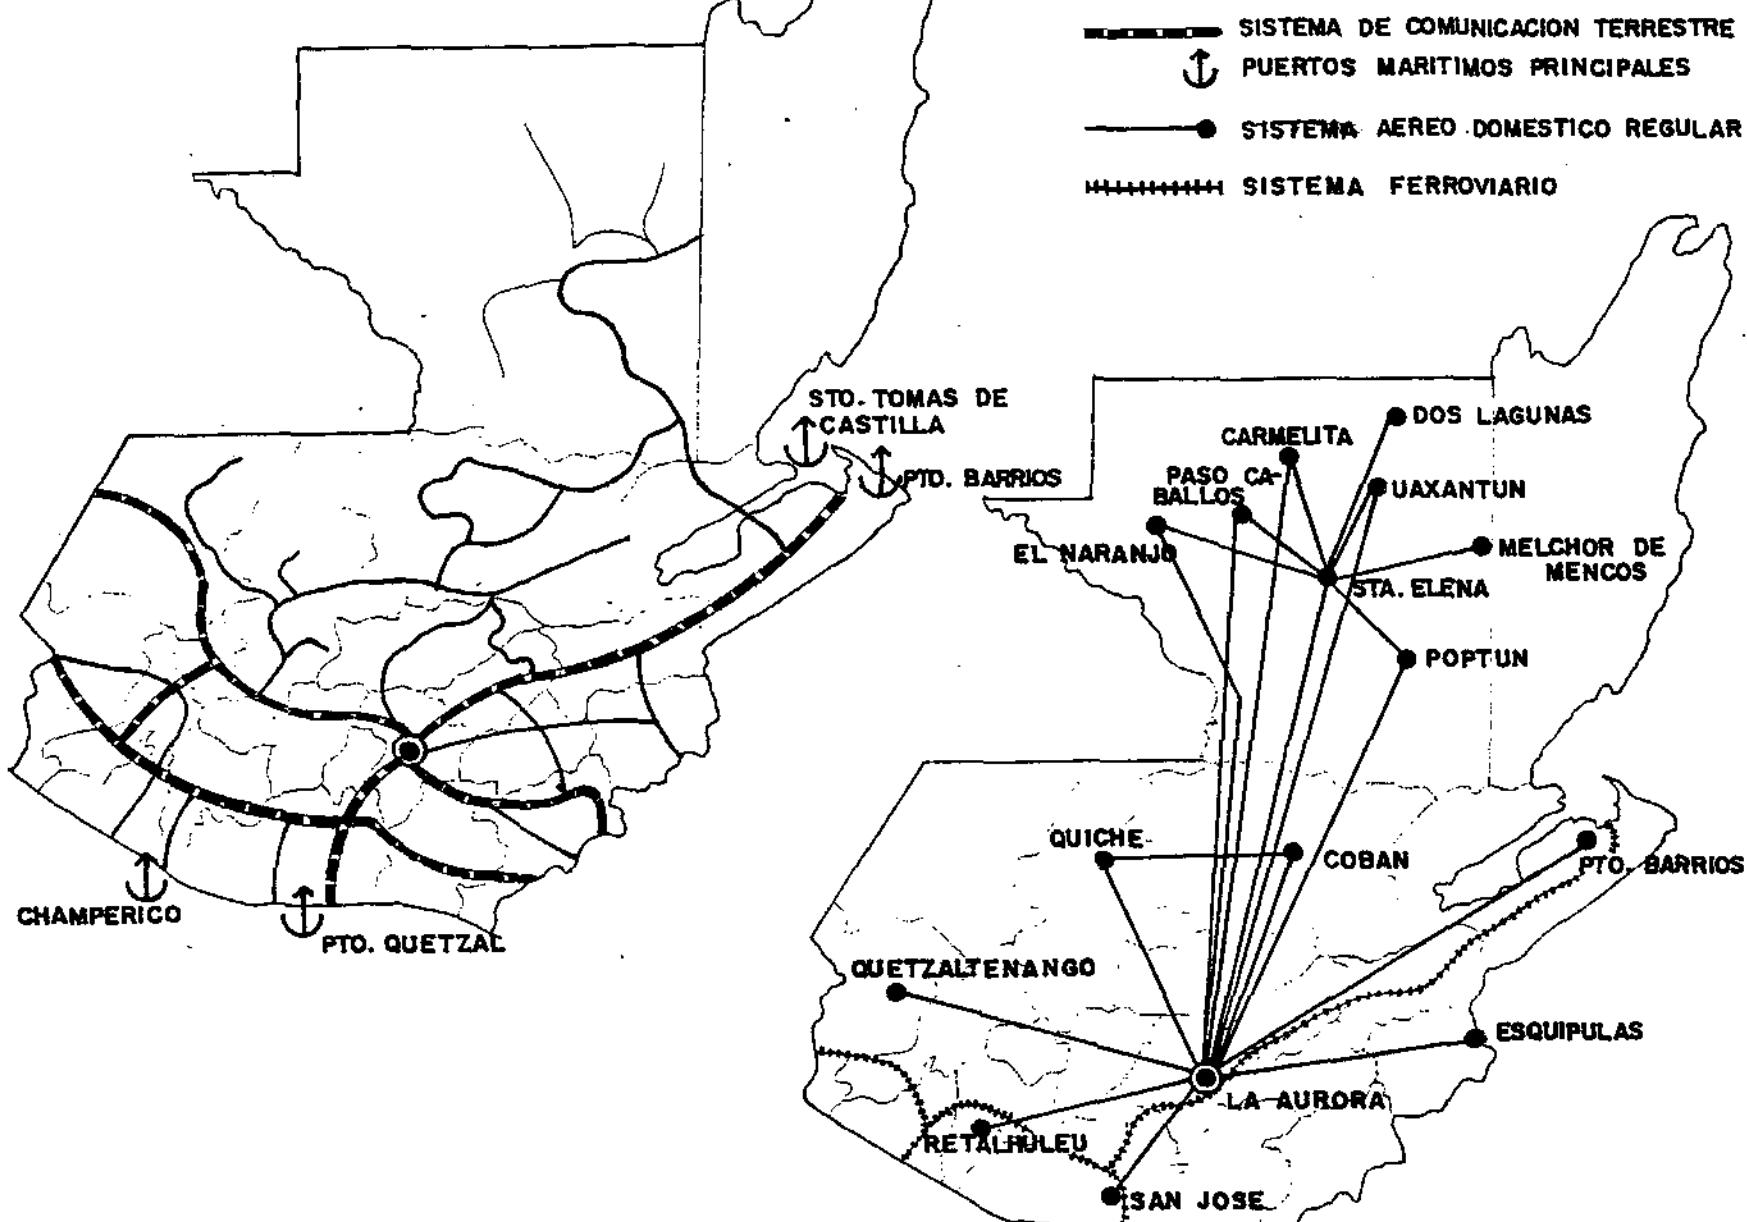 SISTEMA DE COMUNICACION TERRESTRE
PUERTOS MARITIMOS PRINCIPALES
SISTEMA AEREO DOMESTICO REGULAR
SISTEMA FERROVIARIO
STO. TOMAS DE
CASTILLA
PTO. BARRIOS
CHAMPERICO
PTO. QUETZAL
DOS LAGUNAS
CARMELITA
PASO CA-
BALLOS
UAXANTUN
EL NARANJO
MELCHOR DE
MENCOS
STA. ELENA
POPTUN
QUICHE
COBAN
PTO. BARRIOS
QUETZALTENANGO
ESQUIPULAS
LA AURORA
RETALHULEU
SAN JOSE